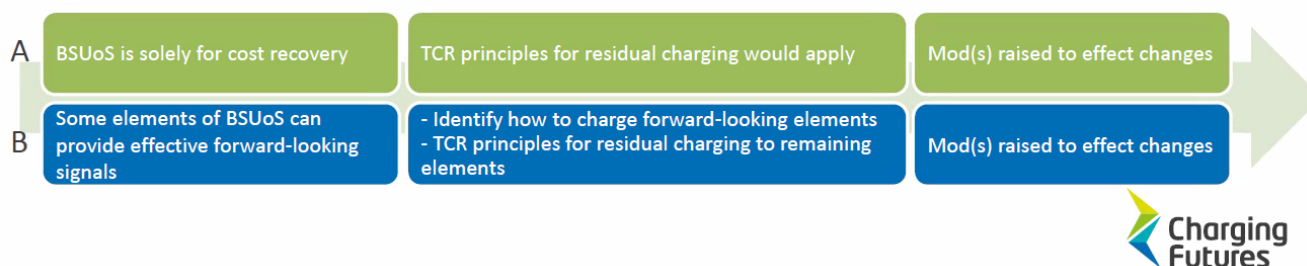 A
BSUoS is solely for cost recovery
TCR principles for residual charging would apply
Mod(s) raised to effect changes
B
Some elements of BSUoS can
provide effective forward-looking
signals
- Identify how to charge forward-looking elements
- TCR principles for residual charging to remaining
elements
Mod(s) raised to effect changes
Charging
Futures